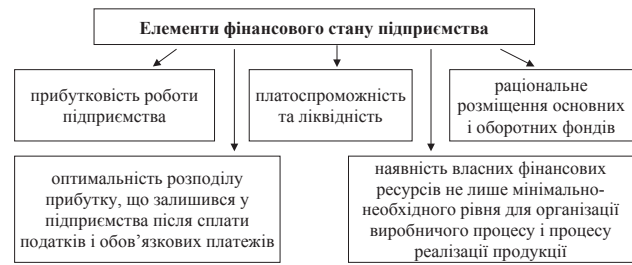 Елементи фінансового стану підприємства
прибутковість роботи
підприємства
платоспроможність
та ліквідність
раціональне
розміщення основних
і оборотних фондів
оптимальність розподілу
прибутку, що залишився у
підприємства після сплати
податків і обов’язкових платежів
наявність власних фінансових
ресурсів не лише мінімально-
необхідного рівня для організації
виробничого процесу і процесу
реалізації продукції